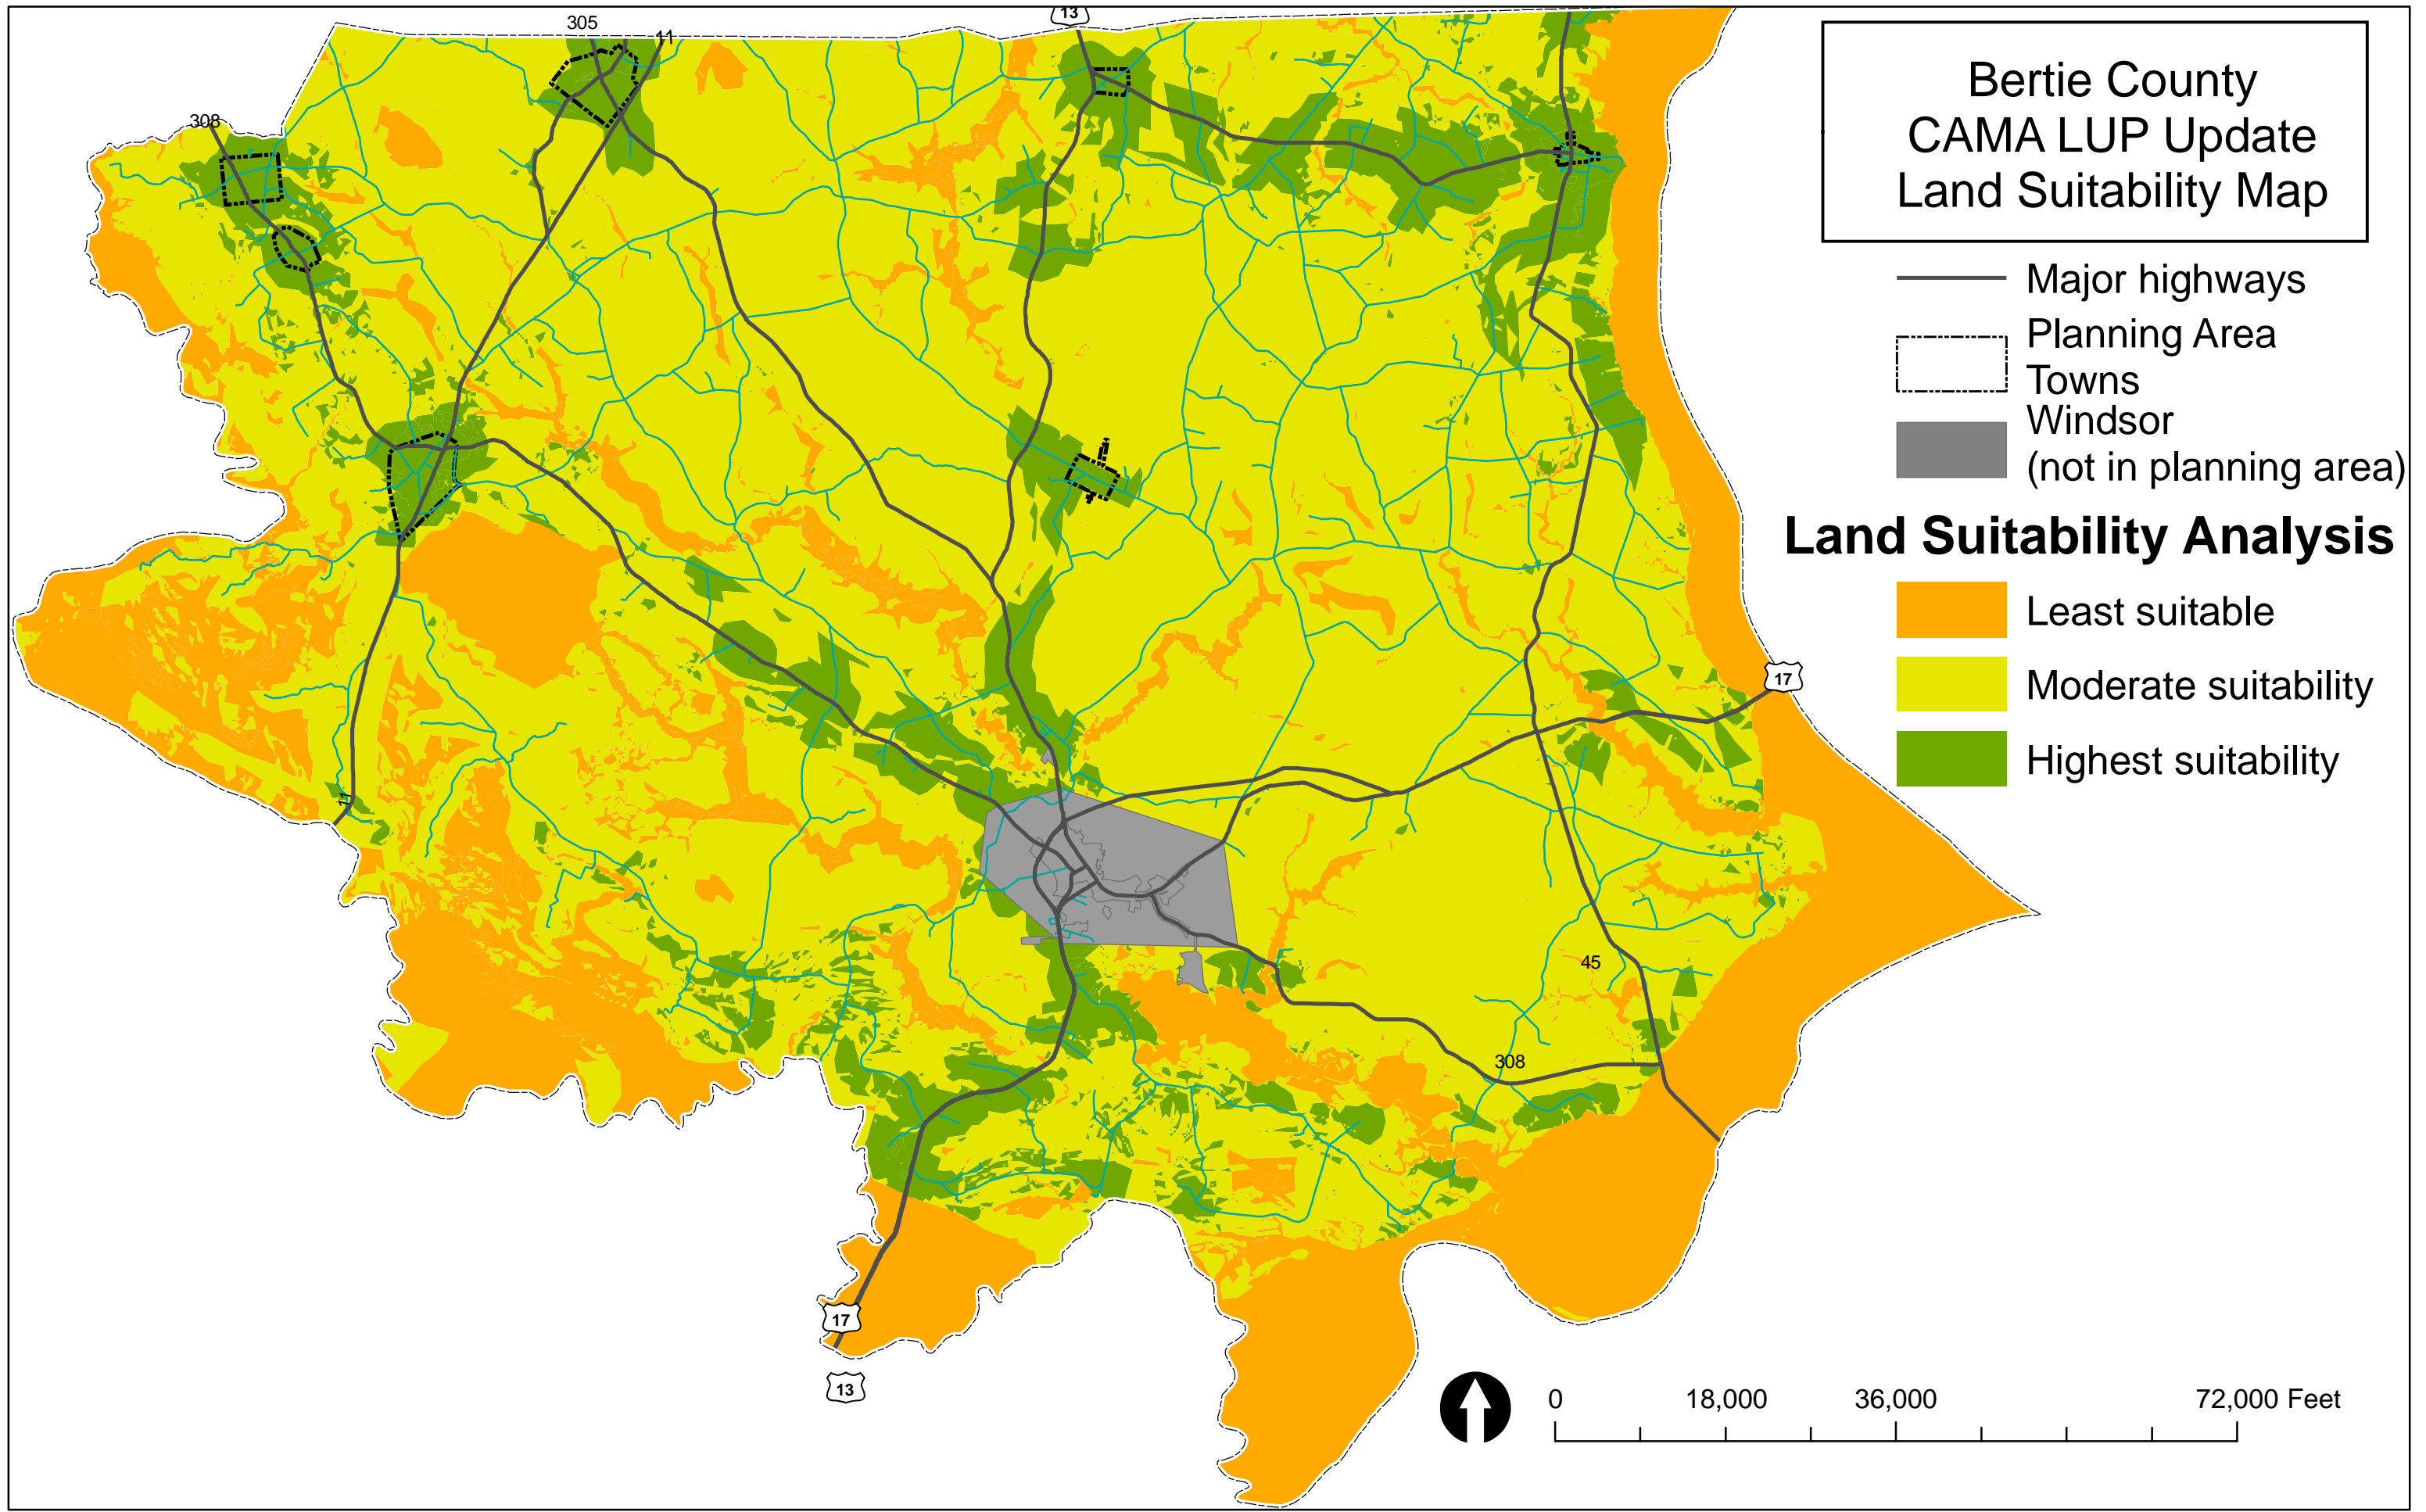 305
11
13
308
Bertie County
CAMA LUP Update
Land Suitability Map
Major highways
Planning Area
Towns
Windsor
(not in planning area)
Land Suitability Analysis
Least suitable
Moderate suitability
Highest suitability
17
11
45
308
17
13
0 18,000 36,000 72,000 Feet